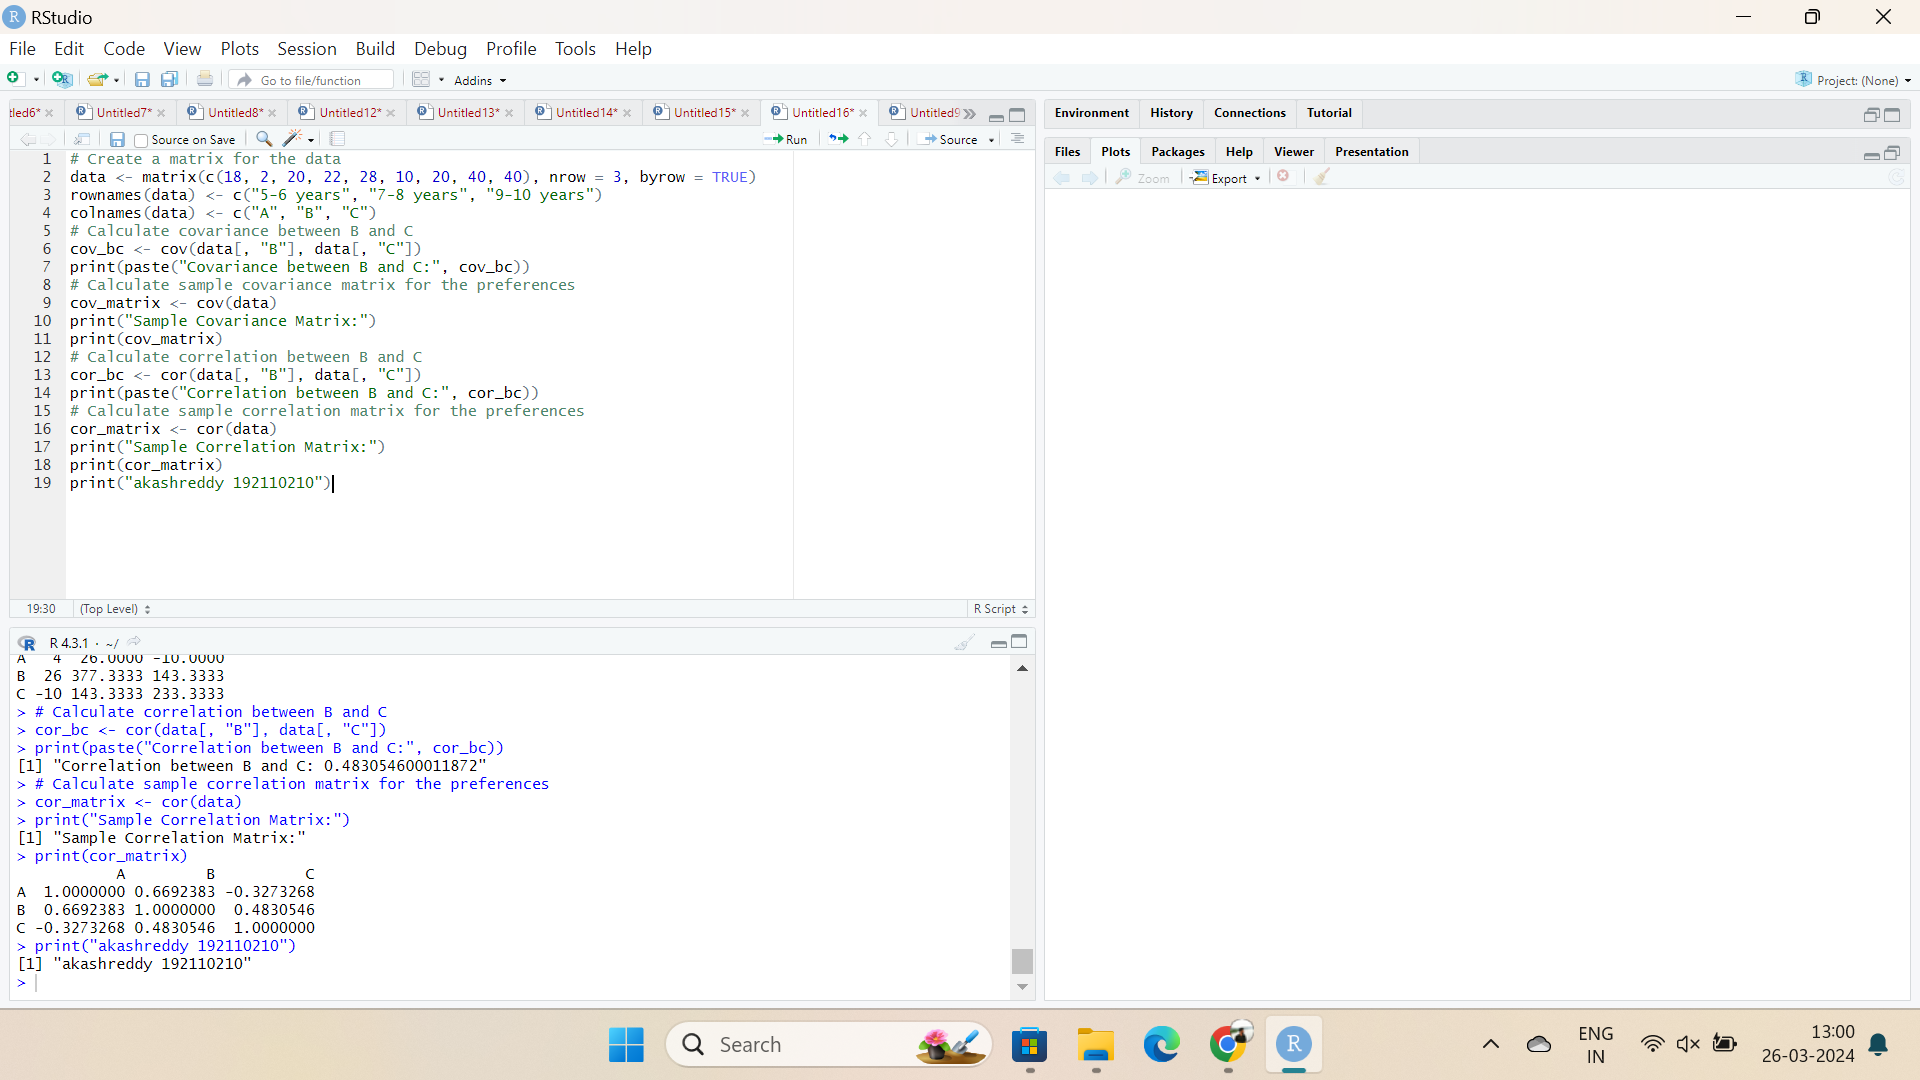 RStudio
File Edit Code View Plots Session Build Debug Profile Tools Help
Go to file/function Addins Project: (None)
tled6* Untitled7* Untitled8* Untitled12* Untitled13* Untitled14* Untitled15* Untitled16* Untitled9
Source on Save Run Source
1 # Create a matrix for the data
2 data <- matrix(c(18, 2, 20, 22, 28, 10, 20, 40, 40), nrow = 3, byrow = TRUE)
3 rownames(data) <- c("5-6 years", "7-8 years", "9-10 years")
4 colnames(data) <- c("A", "B", "C")
5 # Calculate covariance between B and C
6 cov_bc <- cov(data[, "B"], data[, "C"])
7 print(paste("Covariance between B and C:", cov_bc))
8 # Calculate sample covariance matrix for the preferences
9 cov_matrix <- cov(data)
10 print("Sample Covariance Matrix:")
11 print(cov_matrix)
12 # Calculate correlation between B and C
13 cor_bc <- cor(data[, "B"], data[, "C"])
14 print(paste("Correlation between B and C:", cor_bc))
15 # Calculate sample correlation matrix for the preferences
16 cor_matrix <- cor(data)
17 print("Sample Correlation Matrix:")
18 print(cor_matrix)
19 print("akashreddy 192110210")
19:30 (Top Level) R Script
R 4.3.1 · ~/
A 4 26.0000 -10.0000
B 26 377.3333 143.3333
C -10 143.3333 233.3333
> # Calculate correlation between B and C
> cor_bc <- cor(data[, "B"], data[, "C"])
> print(paste("Correlation between B and C:", cor_bc))
[1] "Correlation between B and C: 0.483054600011872"
> # Calculate sample correlation matrix for the preferences
> cor_matrix <- cor(data)
> print("Sample Correlation Matrix:")
[1] "Sample Correlation Matrix:"
> print(cor_matrix)
A B C
A 1.0000000 0.6692383 -0.3273268
B 0.6692383 1.0000000 0.4830546
C -0.3273268 0.4830546 1.0000000
> print("akashreddy 192110210")
[1] "akashreddy 192110210"
>
Environment History Connections Tutorial
Files Plots Packages Help Viewer Presentation
Zoom Export
Search
ENG
IN
13:00
26-03-2024